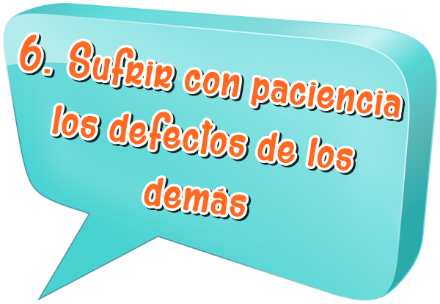 6. Sufrir con paciencia
los defectos de los
demás